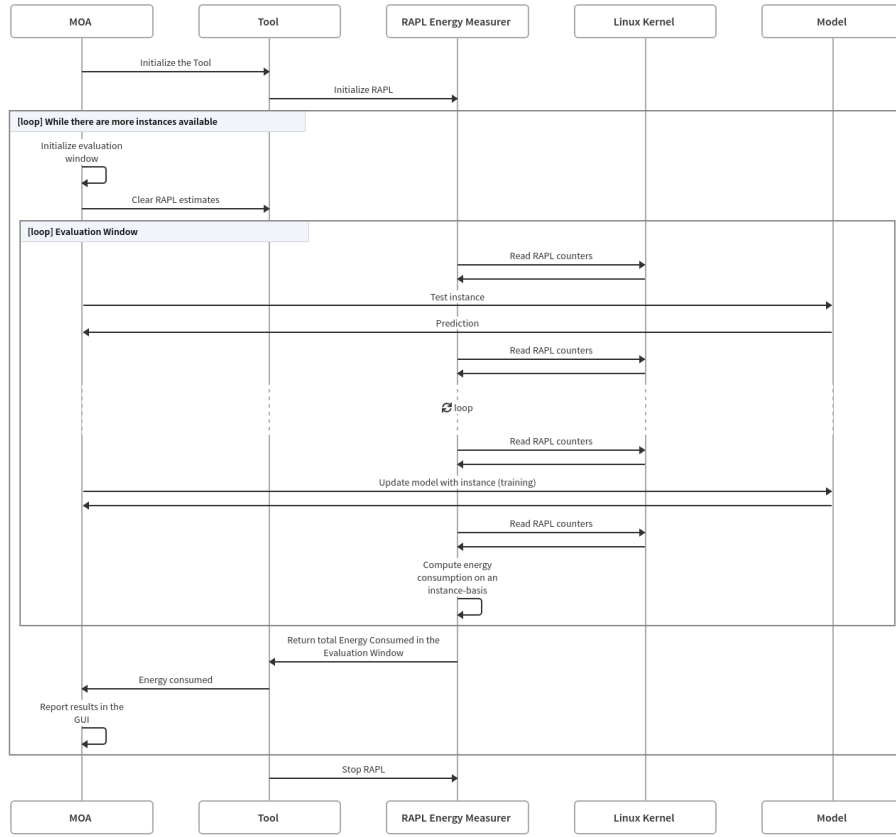 MOA
Tool
RAPL Energy Measurer
Linux Kernel
Model
Initialize the Tool
Initialize RAPL
[loop] While there are more instances available
Initialize evaluation
window
Clear RAPL estimates
[loop] Evaluation Window
Read RAPL counters
Test instance
Prediction
Read RAPL counters
loop
Read RAPL counters
Update model with instance (training)
Read RAPL counters
Compute energy
consumption on an
instance-basis
Return total Energy Consumed in the
Evaluation Window
Energy consumed
Report results in the
GUI
Stop RAPL
MOA
Tool
RAPL Energy Measurer
Linux Kernel
Model